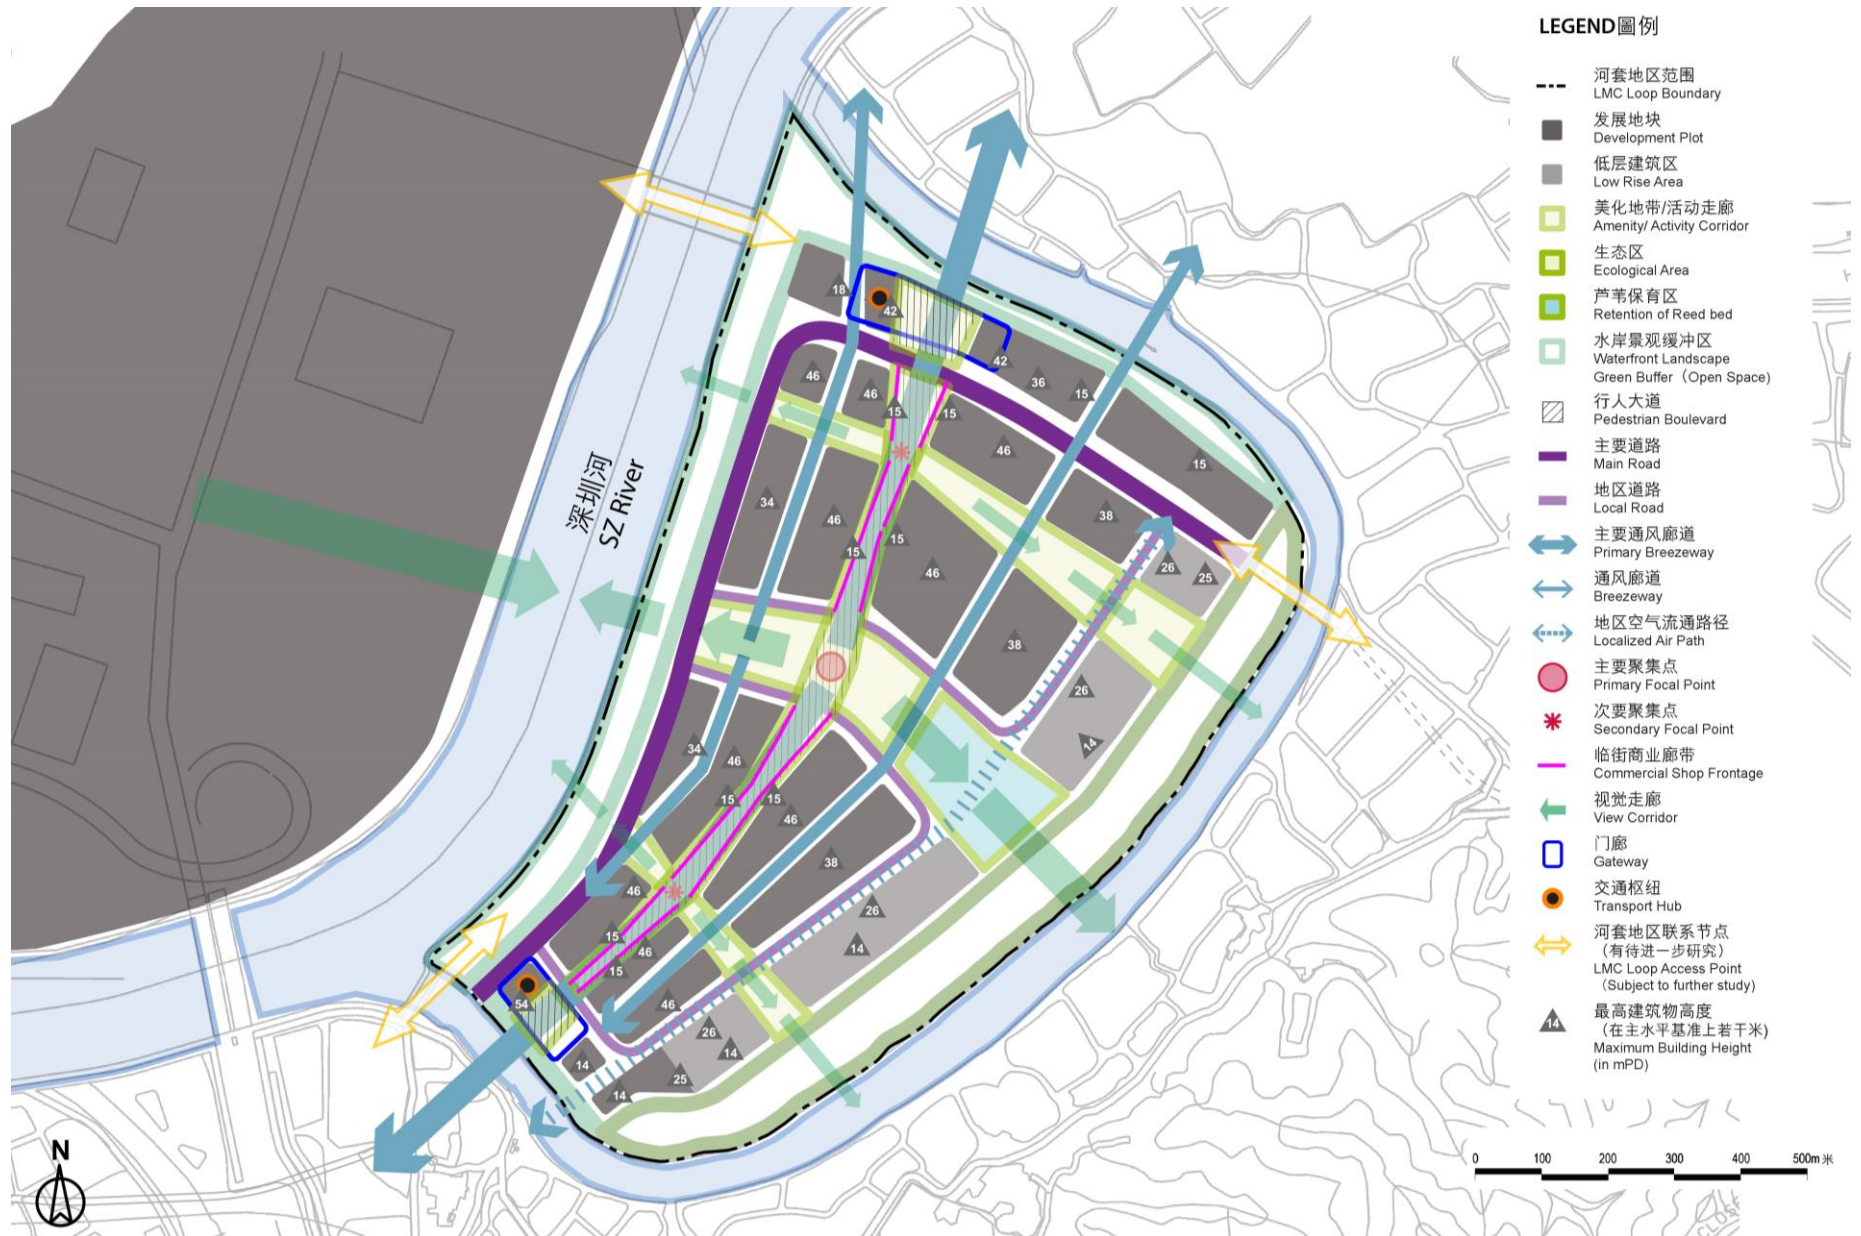 LEGEND圖例
河套地区范围
LMC Loop Boundary
发展地块
Development Plot
低层建筑区
Low Rise Area
美化地带/活动走廊
Amenity/ Activity Corridor
生态区
Ecological Area
芦苇保育区
Retention of Reed bed
水岸景观缓冲区
Waterfront Landscape
Green Buffer（Open Space)
行人大道
Pedestrian Boulevard
主要道路
Main Road
地区道路
Local Road
主要通风廊道
Primary Breezeway
通风廊道
Breezeway
地区空气流通路径
Localized Air Path
主要聚集点
Primary Focal Point
次要聚集点
Secondary Focal Point
临街商业廊带
Commercial Shop Frontage
视觉走廊
View Corridor
门廊
Gateway
交通枢纽
Transport Hub
河套地区联系节点
（有待进一步研究）
LMC Loop Access Point
（Subject to further study)
14
最高建筑物高度
（在主水平基准上若干米)
Maximum Building Height
(in mPD)
深圳河
SZ River
18
42
42
36
15
46
46
15
15
46
15
34
46
15
15
46
38
26
25
38
26
14
34
46
15
15
46
38
46
26
14
15
46
15
46
54
26
14
14
25
14
N
0 100 200 300 400 500m 米
CLOS